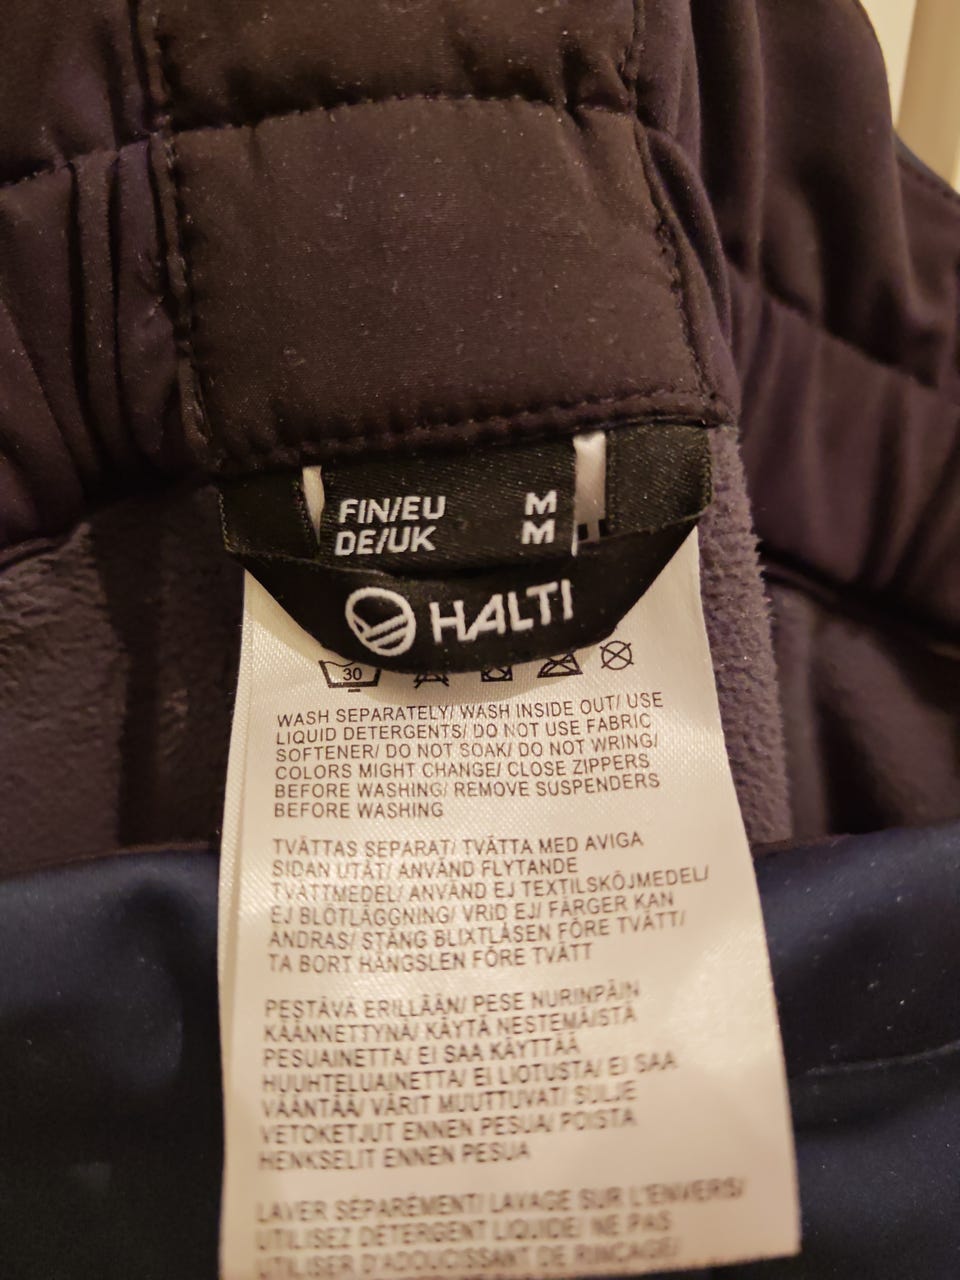 FIN/EU M
DE/UK M
HALTI
30
WASH SEPARATELY/ WASH INSIDE OUT/ USE
LIQUID DETERGENTS/ DO NOT USE FABRIC
SOFTENER/ DO NOT SOAK/ DO NOT WRING/
COLORS MIGHT CHANGE/ CLOSE ZIPPERS
BEFORE WASHING/ REMOVE SUSPENDERS
BEFORE WASHING
TVÄTTAS SEPARAT/ TVÄTTA MED AVIGA
SIDAN UTÅT/ ANVÄND FLYTANDE
TVÄTTMEDEL/ ANVÄND EJ TEXTILSKÖJMEDEL/
EJ BLÖTLÄGGNING/ VRID EJ/ FÄRGER KAN
ÄNDRAS/ STÄNG BLIXTLÅSEN FÖRE TVÄTT/
TA BORT HÄNGSLEN FÖRE TVÄTT
PESTÄVÄ ERILLÄÄN/ PESE NURINPÄIN
KÄÄNNETTYNÄ/ KÄYTÄ NESTEMÄISTÄ
PESUAINETTA/ EI SAA KÄYTTÄÄ
HUUHTELUAINETTA/ EI LIOTUSTA/ EI SAA
VÄÄNTÄÄ/ VÄRIT MUUTTUVAT/ SULJE
VETOKETJUT ENNEN PESUA/ POISTA
HENKSELIT ENNEN PESUA
LAVER SÉPARÉMENT/ LAVAGE SUR L'ENVERS/
UTILISEZ DÉTERGENT LIQUIDE/ NE PAS
UTILISER D'ADOUCISSANT DE RINÇAGE/